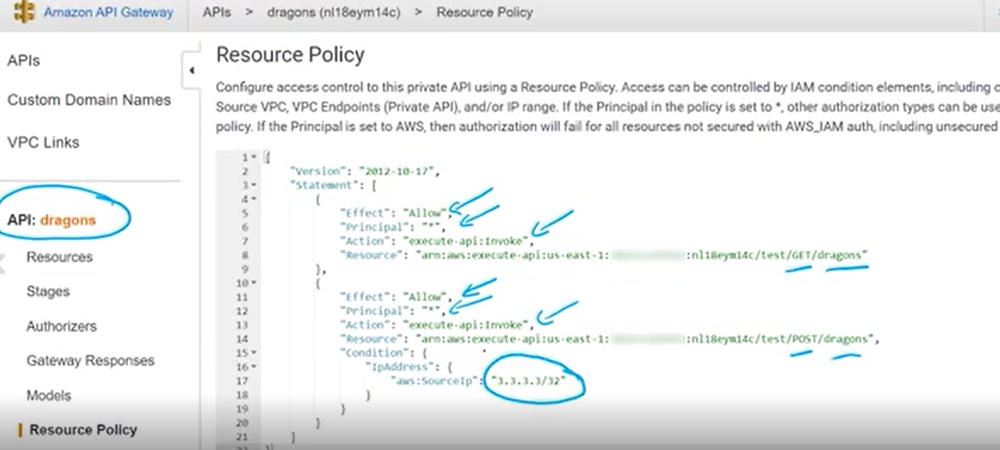 Amazon API Gateway
APIs > dragons (nl18eym14c) > Resource Policy
APIs
Custom Domain Names
VPC Links
API: dragons
Resources
Stages
Authorizers
Gateway Responses
Models
Resource Policy
Resource Policy
Configure access control to this private API using a Resource Policy. Access can be controlled by IAM condition elements, including
Source VPC, VPC Endpoints (Private API), and/or IP range. If the Principal in the policy is set to *, other authorization types can be use
policy. If the Principal is set to AWS, then authorization will fail for all resources not secured with AWS_IAM auth, including unsecured
1 {
2 "Version": "2012-10-17",
3 "Statement": [
4 {
5 "Effect": "Allow",
6 "Principal": "*",
7 "Action": "execute-api:Invoke",
8 "Resource": "arn:aws:execute-api:us-east-1: :nl18eym14c/test/GET/dragons"
9 },
10 {
11 "Effect": "Allow",
12 "Principal": "*",
13 "Action": "execute-api:Invoke",
14 "Resource": "arn:aws:execute-api:us-east-1: :nl18eym14c/test/POST/dragons",
15 "Condition": {
16 "IpAddress": {
17 "aws:SourceIp": "3.3.3.3/32"
18 }
19 }
20 }
21 ]